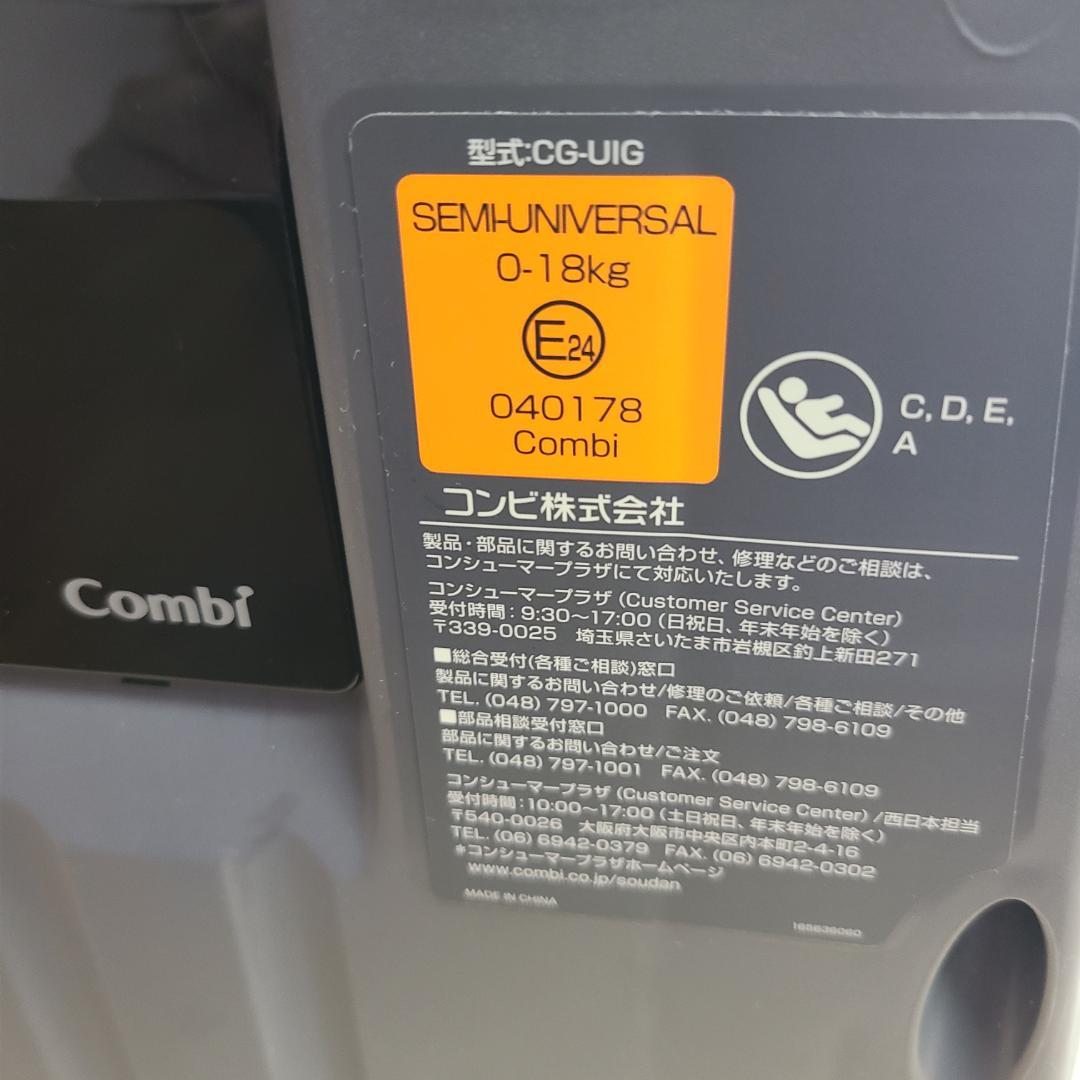 型式:CG-UIG
SEMI-UNIVERSAL
0-18kg
E24
040178
Combi
C, D, E,
A
コンビ株式会社
製品・部品に関するお問い合わせ、修理などのご相談は、
コンシューマープラザにて対応いたします。
コンシューマープラザ (Customer Service Center)
受付時間：9:30～17:00 (日祝日、年末年始を除く)
〒339-0025 埼玉県さいたま市岩槻区釣上新田271
■総合受付(各種ご相談)窓口
製品に関するお問い合わせ/修理のご依頼/各種ご相談/その他
TEL. (048) 797-1000 FAX. (048) 798-6109
■部品相談受付窓口
部品に関するお問い合わせ/ご注文
TEL. (048) 797-1001 FAX. (048) 798-6109
コンシューマープラザ (Customer Service Center) /西日本担当
受付時間：10:00～17:00 (土日祝日、年末年始を除く)
〒540-0026 大阪府大阪市中央区内本町2-4-16
TEL. (06) 6942-0379 FAX. (06) 6942-0302
＊コンシューマープラザホームページ
www.combi.co.jp/soudan
MADE IN CHINA
165636060
Combi